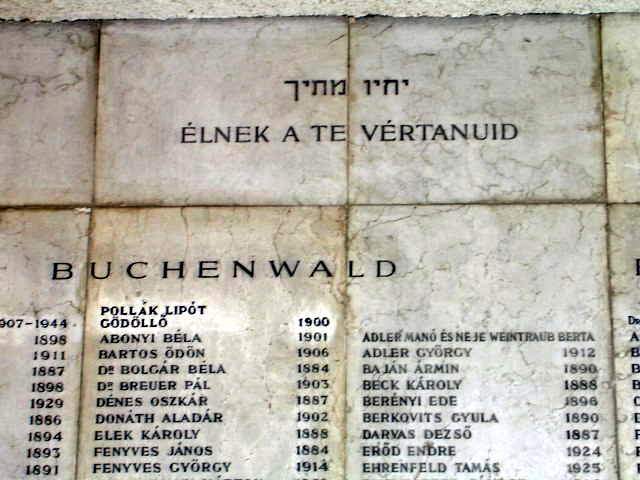 יחיו מתיך
ÉLNEK A TE VÉRTANUID
BUCHENWALD
1907-1944
1898
1911
1887
1898
1929
1886
1894
1893
1891
POLLÁK LIPÓT
GÖDÖLLŐ 1900
ABONYI BÉLA 1901
BARTOS ÖDÖN 1906
DR BOLGÁR BÉLA 1884
DR BREUER PÁL 1903
DÉNES OSZKÁR 1887
DONÁTH ALADÁR 1902
ELEK KÁROLY 1888
FENYVES JÁNOS 1884
FENYVES GYÖRGY 1914
ADLER MANÓ ÉS NEJE WEINTRAUB BERTA
ADLER GYÖRGY 1912
BAJÁN ÁRMIN 1890
BECK KÁROLY 1888
BERÉNYI EDE 1896
BERKOVITS GYULA 1890
DARVAS DEZSŐ 1887
ERŐD ENDRE 1924
EHRENFELD TAMÁS 1925